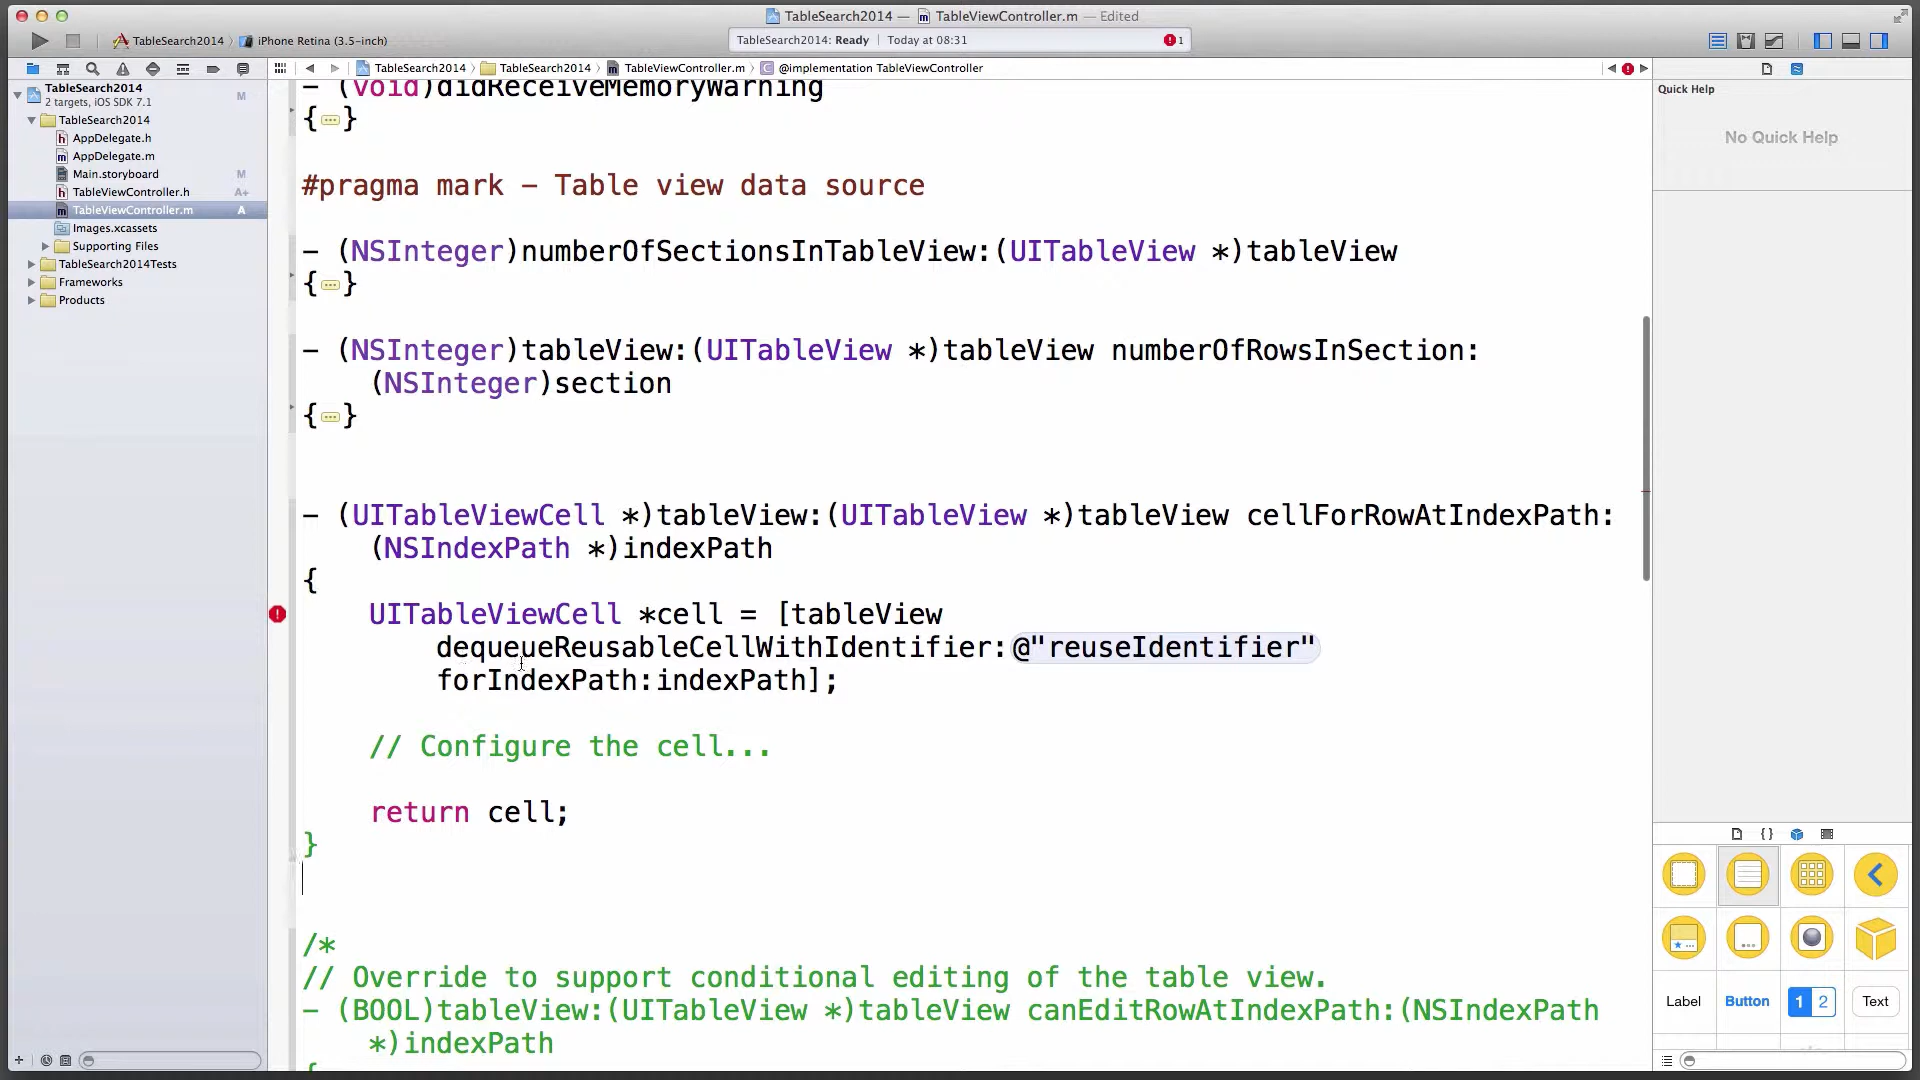 TableSearch2014 — TableViewController.m — Edited
TableSearch2014 iPhone Retina (3.5-inch)
TableSearch2014: Ready Today at 08:31 1
TableSearch2014 TableSearch2014 TableViewController.m @implementation TableViewController
TableSearch2014 M
2 targets, iOS SDK 7.1
TableSearch2014
AppDelegate.h
AppDelegate.m
Main.storyboard M
TableViewController.h A+
TableViewController.m A
Images.xcassets
Supporting Files
TableSearch2014Tests
Frameworks
Products
- (void)didReceiveMemoryWarning
{...}
#pragma mark - Table view data source
- (NSInteger)numberOfSectionsInTableView:(UITableView *)tableView
{...}
- (NSInteger)tableView:(UITableView *)tableView numberOfRowsInSection:
(NSInteger)section
{...}
- (UITableViewCell *)tableView:(UITableView *)tableView cellForRowAtIndexPath:
(NSIndexPath *)indexPath
{
UITableViewCell *cell = [tableView
dequeueReusableCellWithIdentifier:@"reuseIdentifier"
forIndexPath:indexPath];
// Configure the cell...
return cell;
}
/*
// Override to support conditional editing of the table view.
- (BOOL)tableView:(UITableView *)tableView canEditRowAtIndexPath:(NSIndexPath
*)indexPath
{
Quick Help
No Quick Help
Label Button 1 2 Text